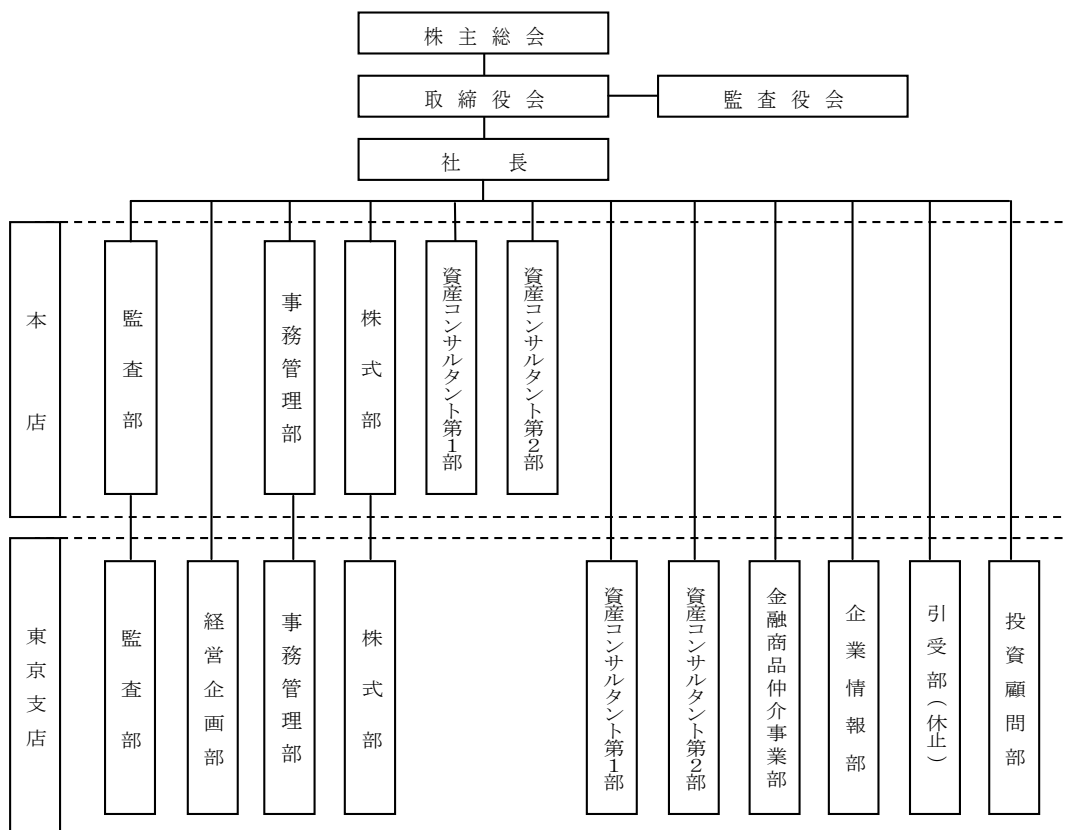 株主総会
取締役会
監査役会
社長
本店
監査部
事務管理部
株式部
資産コンサルタント第1部
資産コンサルタント第2部
東京支店
監査部
経営企画部
事務管理部
株式部
資産コンサルタント第1部
資産コンサルタント第2部
金融商品仲介事業部
企業情報部
引受部(休止)
投資顧問部